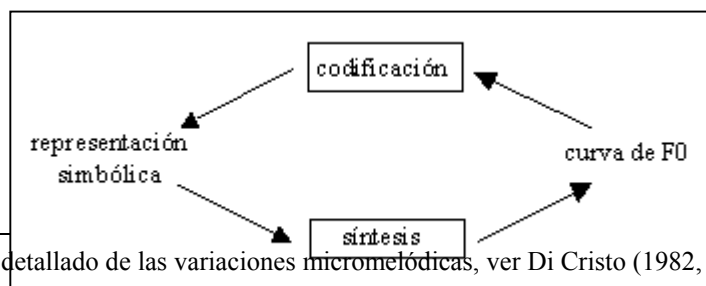 codificación
representación
simbólica
curva de F0
síntesis
detallado de las variaciones micromelódicas, ver Di Cristo (1982,